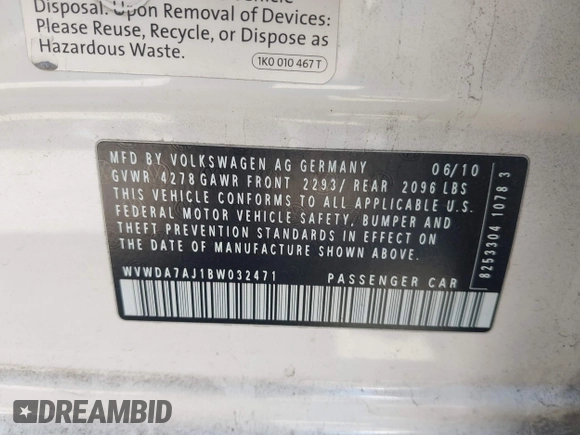 Disposal. Upon Removal of Devices:
Please Reuse, Recycle, or Dispose as
Hazardous Waste.
1K0 010 467 T
MFD BY VOLKSWAGEN AG GERMANY 06/10
GVWR 4278 GAWR FRONT 2293/ REAR 2096 LBS
THIS VEHICLE CONFORMS TO ALL APPLICABLE U.S.
FEDERAL MOTOR VEHICLE SAFETY, BUMPER AND
THEFT PREVENTION STANDARDS IN EFFECT ON
THE DATE OF MANUFACTURE SHOWN ABOVE.
WVWDA7AJ1BW032471 PASSENGER CAR
8253304 1078 3
DREAMBID